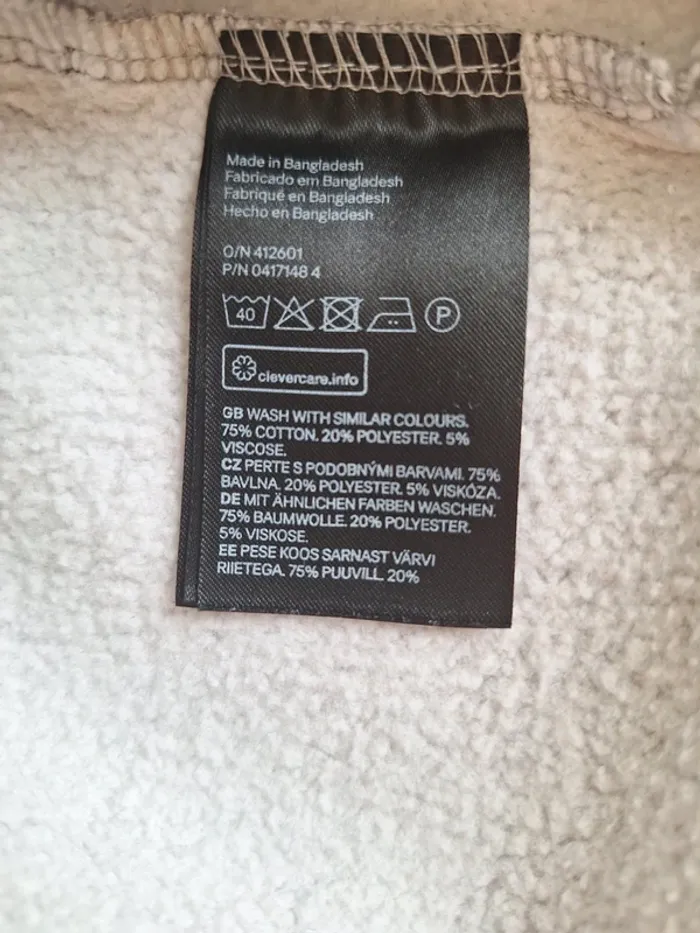 Made in Bangladesh
Fabricado em Bangladesh
Fabriqué en Bangladesh
Hecho en Bangladesh
O/N 412601
P/N 0417148 4
40 P
clevercare.info
GB WASH WITH SIMILAR COLOURS.
75% COTTON. 20% POLYESTER. 5%
VISCOSE.
CZ PERTE S PODOBNÝMI BARVAMI. 75%
BAVLNA. 20% POLYESTER. 5% VISKÓZA.
DE MIT ÄHNLICHEN FARBEN WASCHEN.
75% BAUMWOLLE. 20% POLYESTER.
5% VISKOSE.
EE PESE KOOS SARNAST VÄRVI
RIIETEGA. 75% PUUVILL. 20%